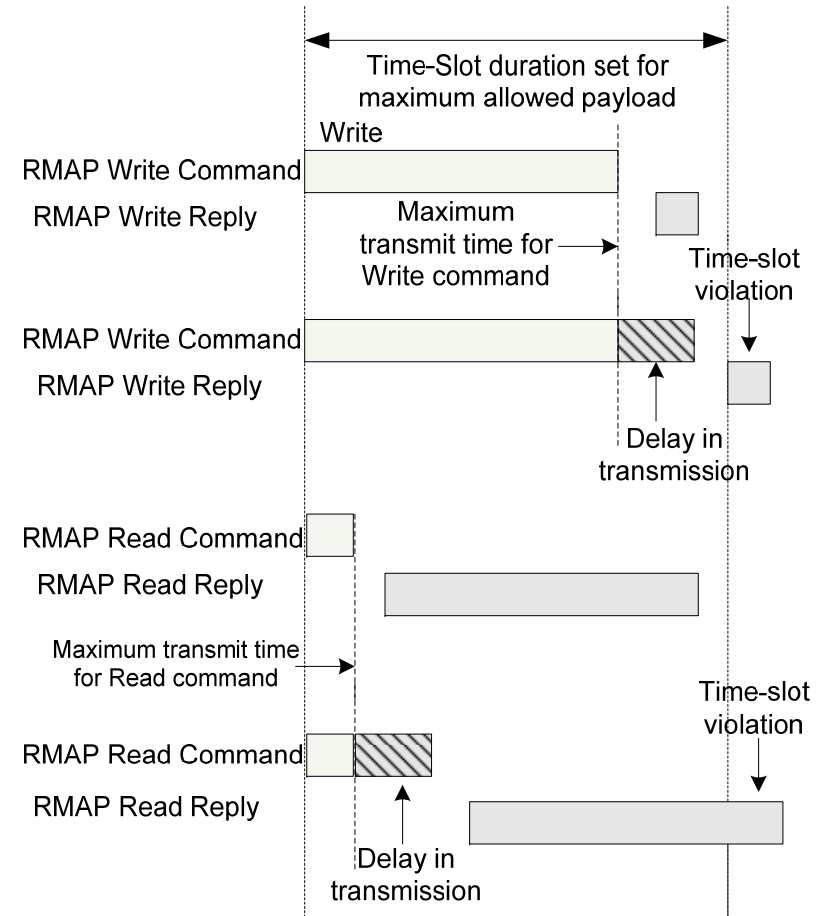 Time-Slot duration set for
maximum allowed payload
Write
RMAP Write Command
RMAP Write Reply
Maximum
transmit time for
Write command
Time-slot
violation
RMAP Write Command
RMAP Write Reply
Delay in
transmission
RMAP Read Command
RMAP Read Reply
Maximum transmit time
for Read command
Time-slot
violation
RMAP Read Command
RMAP Read Reply
Delay in
transmission